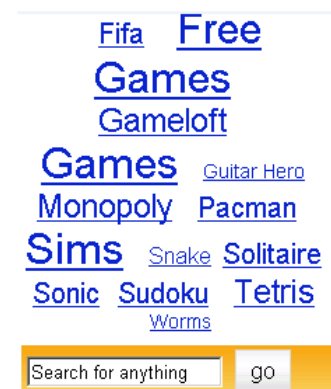 Fifa Free
Games
Gameloft
Games Guitar Hero
Monopoly Pacman
Sims Snake Solitaire
Sonic Sudoku Tetris
Worms
Search for anything go